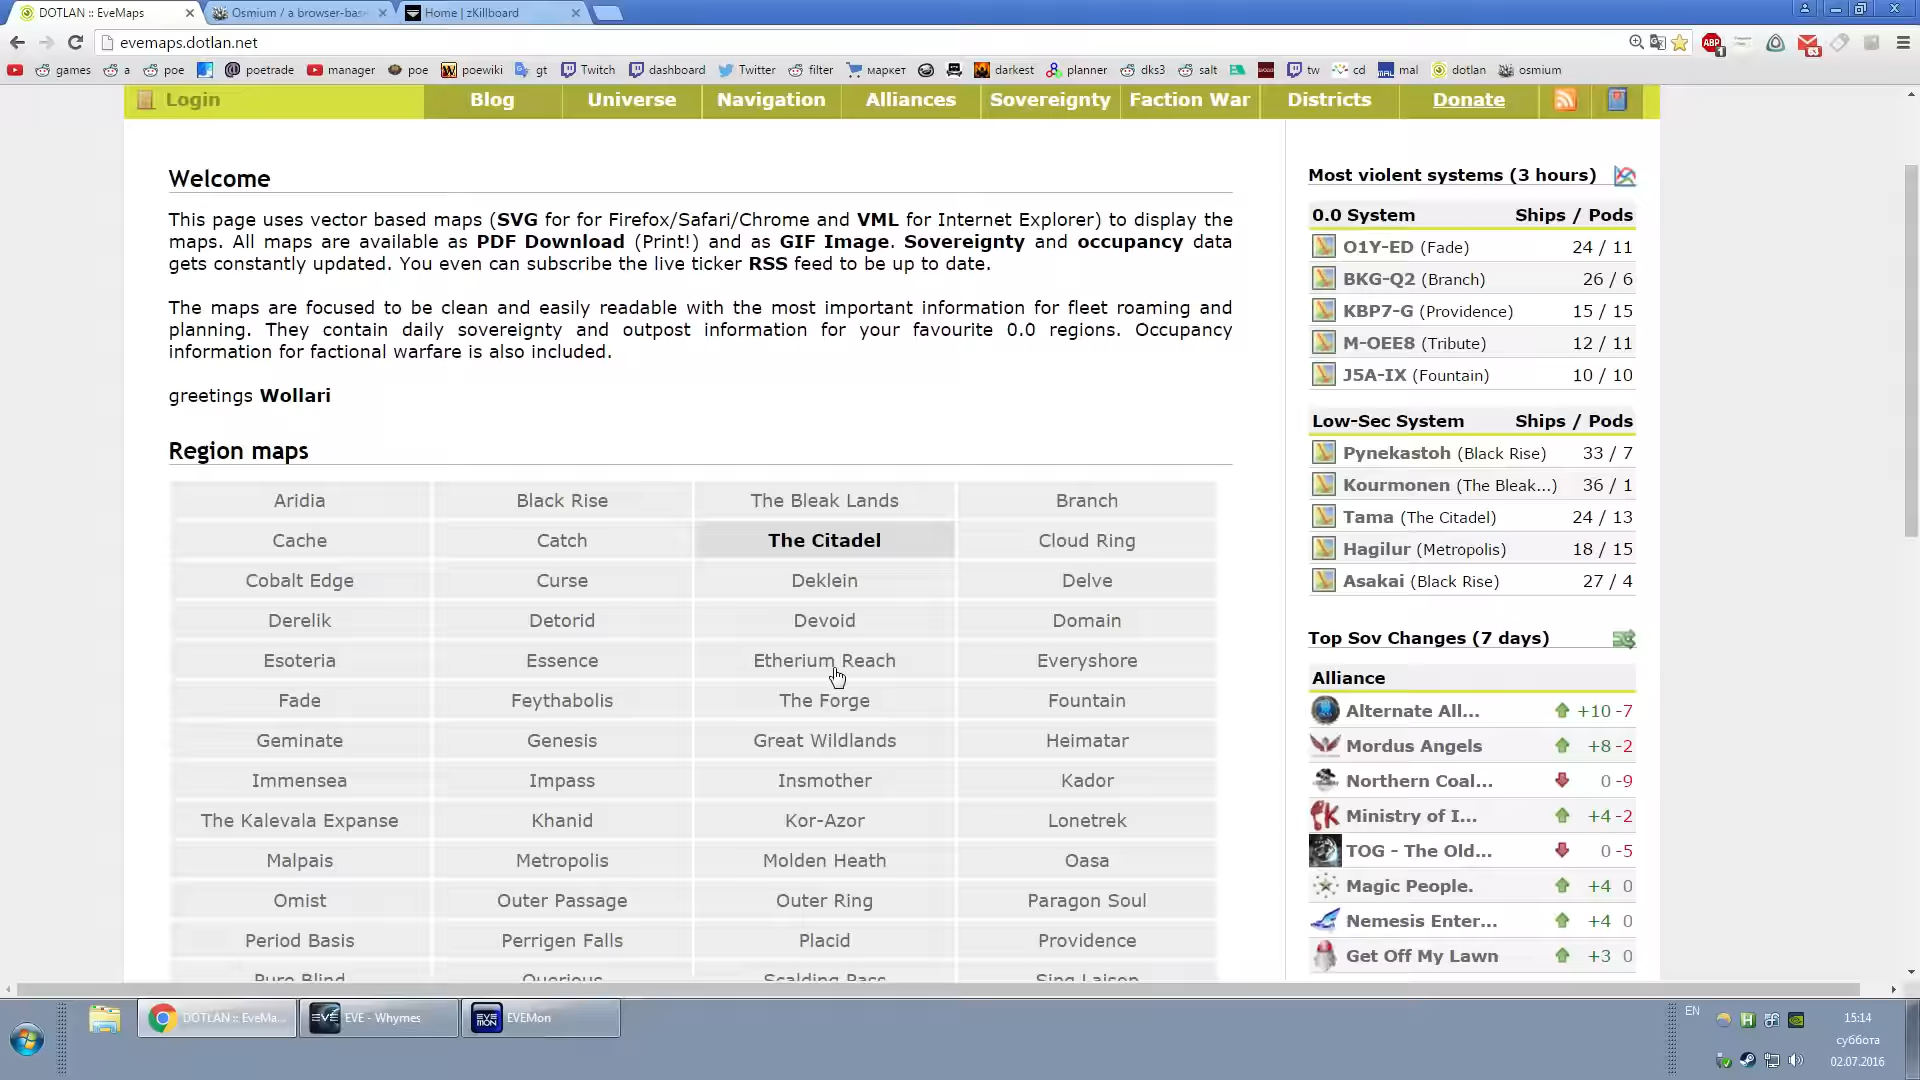 DOTLAN :: EveMaps
Osmium / a browser-bas
Home | zKillboard
evemaps.dotlan.net
ABP
1
63
games
a
poe
@ poetrade
manager
poe
poewiki
gt
Twitch
dashboard
Twitter
filter
маркет
darkest
planner
dks3
salt
tw
cd
MAL
mal
dotlan
osmium
Login
Blog
Universe
Navigation
Alliances
Sovereignty
Faction War
Districts
Donate
Welcome
This page uses vector based maps (SVG for for Firefox/Safari/Chrome and VML for Internet Explorer) to display the
maps. All maps are available as PDF Download (Print!) and as GIF Image. Sovereignty and occupancy data
gets constantly updated. You even can subscribe the live ticker RSS feed to be up to date.
The maps are focused to be clean and easily readable with the most important information for fleet roaming and
planning. They contain daily sovereignty and outpost information for your favourite 0.0 regions. Occupancy
information for factional warfare is also included.
greetings Wollari
Region maps
Aridia Black Rise The Bleak Lands Branch
Cache Catch The Citadel Cloud Ring
Cobalt Edge Curse Deklein Delve
Derelik Detorid Devoid Domain
Esoteria Essence Etherium Reach Everyshore
Fade Feythabolis The Forge Fountain
Geminate Genesis Great Wildlands Heimatar
Immensea Impass Insmother Kador
The Kalevala Expanse Khanid Kor-Azor Lonetrek
Malpais Metropolis Molden Heath Oasa
Omist Outer Passage Outer Ring Paragon Soul
Period Basis Perrigen Falls Placid Providence
Pure Blind Querious Scalding Pass Sinq Laison
Most violent systems (3 hours)
0.0 System Ships / Pods
O1Y-ED (Fade) 24 / 11
BKG-Q2 (Branch) 26 / 6
KBP7-G (Providence) 15 / 15
M-OEE8 (Tribute) 12 / 11
J5A-IX (Fountain) 10 / 10
Low-Sec System Ships / Pods
Pynekastoh (Black Rise) 33 / 7
Kourmonen (The Bleak...) 36 / 1
Tama (The Citadel) 24 / 13
Hagilur (Metropolis) 18 / 15
Asakai (Black Rise) 27 / 4
Top Sov Changes (7 days)
Alliance
Alternate All... +10 -7
Mordus Angels +8 -2
Northern Coal... 0 -9
Ministry of I... +4 -2
TOG - The Old... 0 -5
Magic People. +4 0
Nemesis Enter... +4 0
Get Off My Lawn +3 0
DOTLAN :: EveMa...
EVE - Whymes
EVE MON
EVEMon
EN
15:14
суббота
02.07.2016